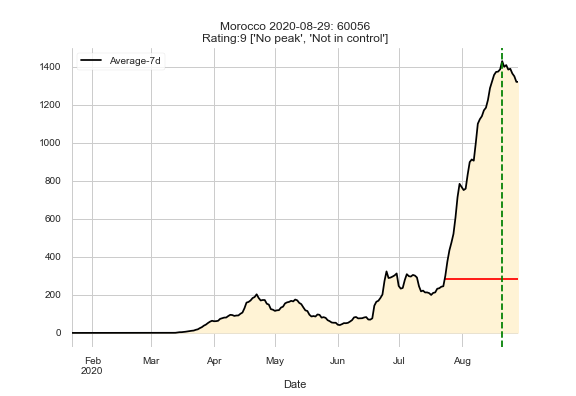 Morocco 2020-08-29: 60056
Rating:9 ['No peak', 'Not in control']
Average-7d
1400
1200
1000
800
600
400
200
0
Feb Mar Apr May Jun Jul Aug
2020
Date